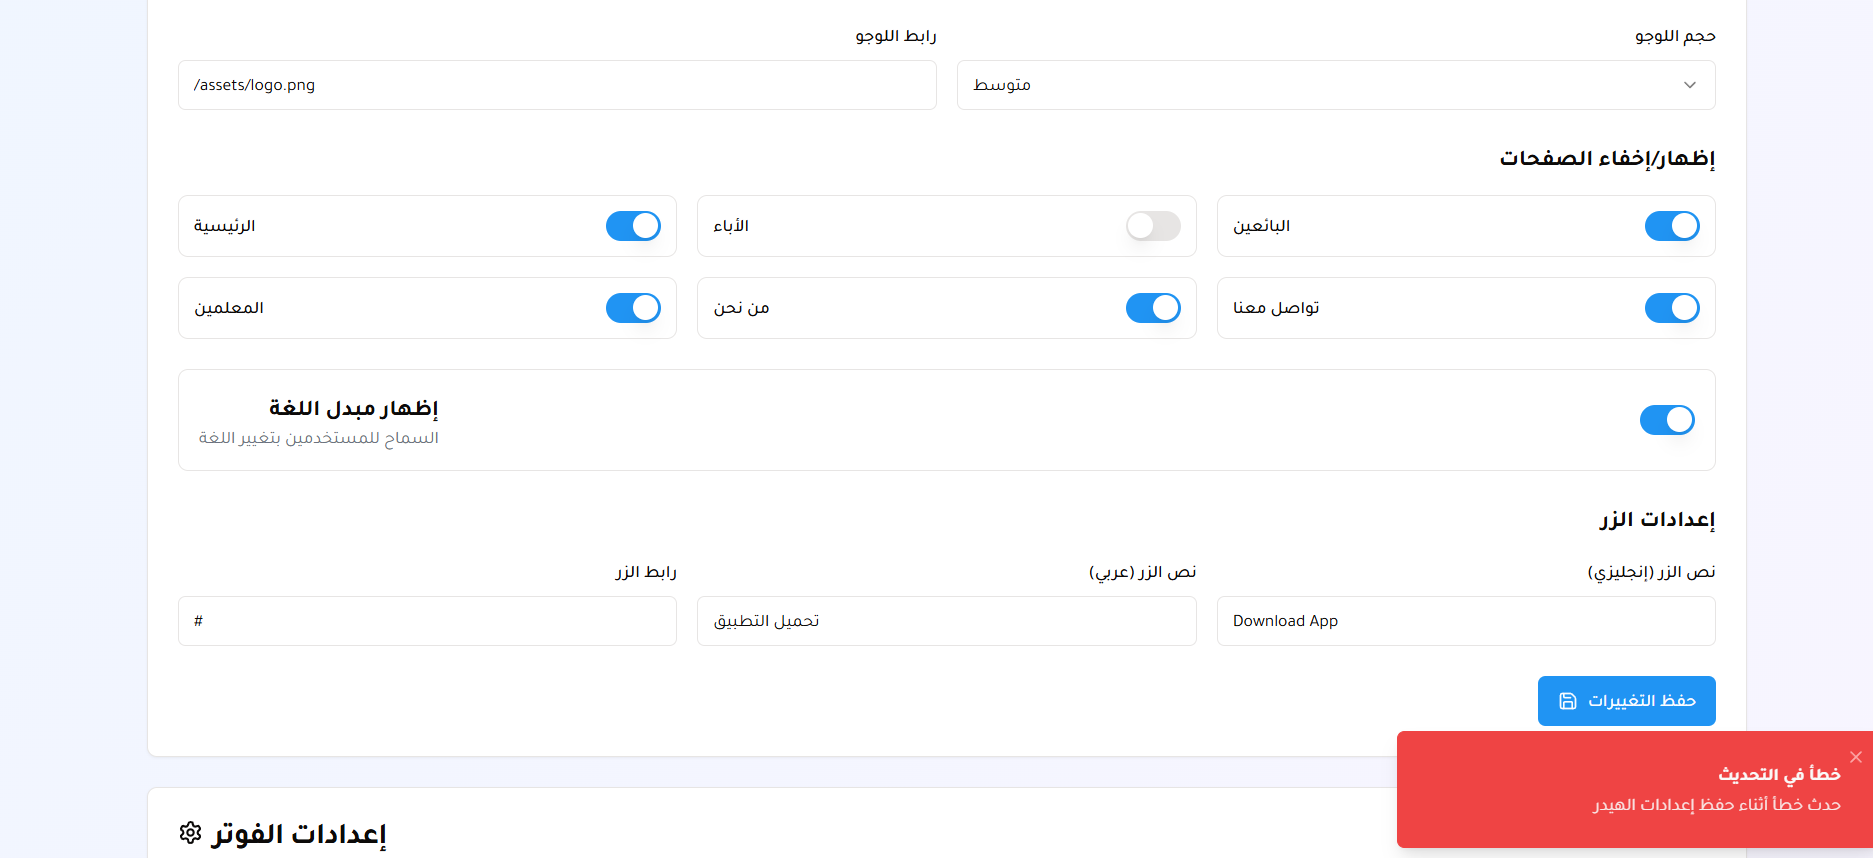 حجم اللوجو
رابط اللوجو
متوسط
/assets/logo.png
إظهار/إخفاء الصفحات
البائعين
الأباء
الرئيسية
تواصل معنا
من نحن
المعلمين
إظهار مبدل اللغة
السماح للمستخدمين بتغيير اللغة
إعدادات الزر
نص الزر (إنجليزي)
نص الزر (عربي)
رابط الزر
Download App
تحميل التطبيق
#
حفظ التغييرات
خطأ في التحديث
حدث خطأ أثناء حفظ إعدادات الهيدر
إعدادات الفوتر